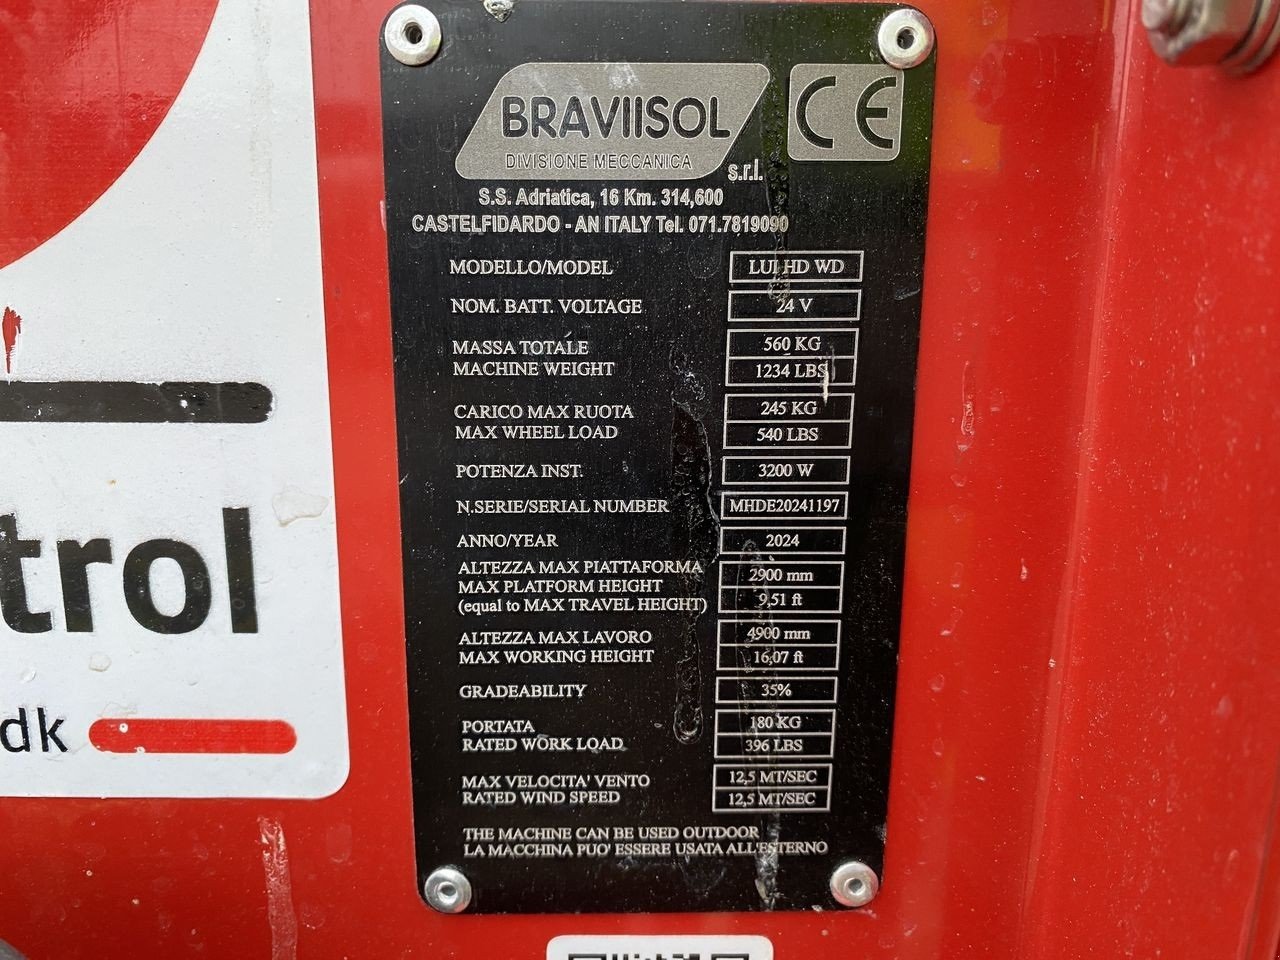 BRAVIISOL
DIVISIONE MECCANICA
s.r.l.
CE
S.S. Adriatica, 16 Km. 314,600
CASTELFIDARDO - AN ITALY Tel. 071.7819090
MODELLO/MODEL LUI HD WD
NOM. BATT. VOLTAGE 24 V
MASSA TOTALE 560 KG
MACHINE WEIGHT 1234 LBS
CARICO MAX RUOTA 245 KG
MAX WHEEL LOAD 540 LBS
POTENZA INST. 3200 W
N.SERIE/SERIAL NUMBER MHDE20241197
ANNO/YEAR 2024
ALTEZZA MAX PIATTAFORMA 2900 mm
MAX PLATFORM HEIGHT
(equal to MAX TRAVEL HEIGHT) 9,51 ft
ALTEZZA MAX LAVORO 4900 mm
MAX WORKING HEIGHT 16,07 ft
GRADEABILITY 35%
PORTATA 180 KG
RATED WORK LOAD 396 LBS
MAX VELOCITA' VENTO 12,5 MT/SEC
RATED WIND SPEED 12,5 MT/SEC
THE MACHINE CAN BE USED OUTDOOR
LA MACCHINA PUO' ESSERE USATA ALL'ESTERNO
trol
dk